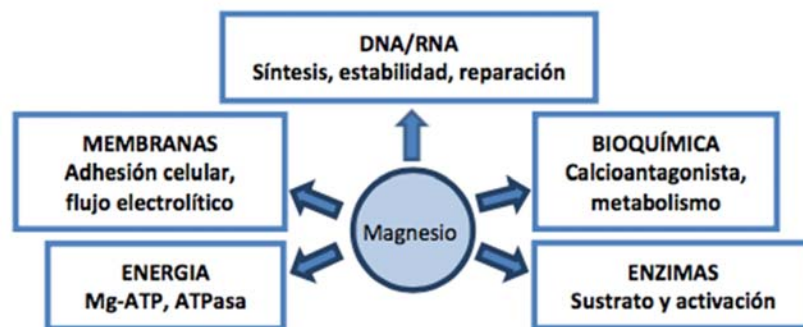 DNA/RNA
Síntesis, estabilidad, reparación
MEMBRANAS
Adhesión celular,
flujo electrolítico
BIOQUÍMICA
Calcioantagonista,
metabolismo
Magnesio
ENERGIA
Mg-ATP, ATPasa
ENZIMAS
Sustrato y activación